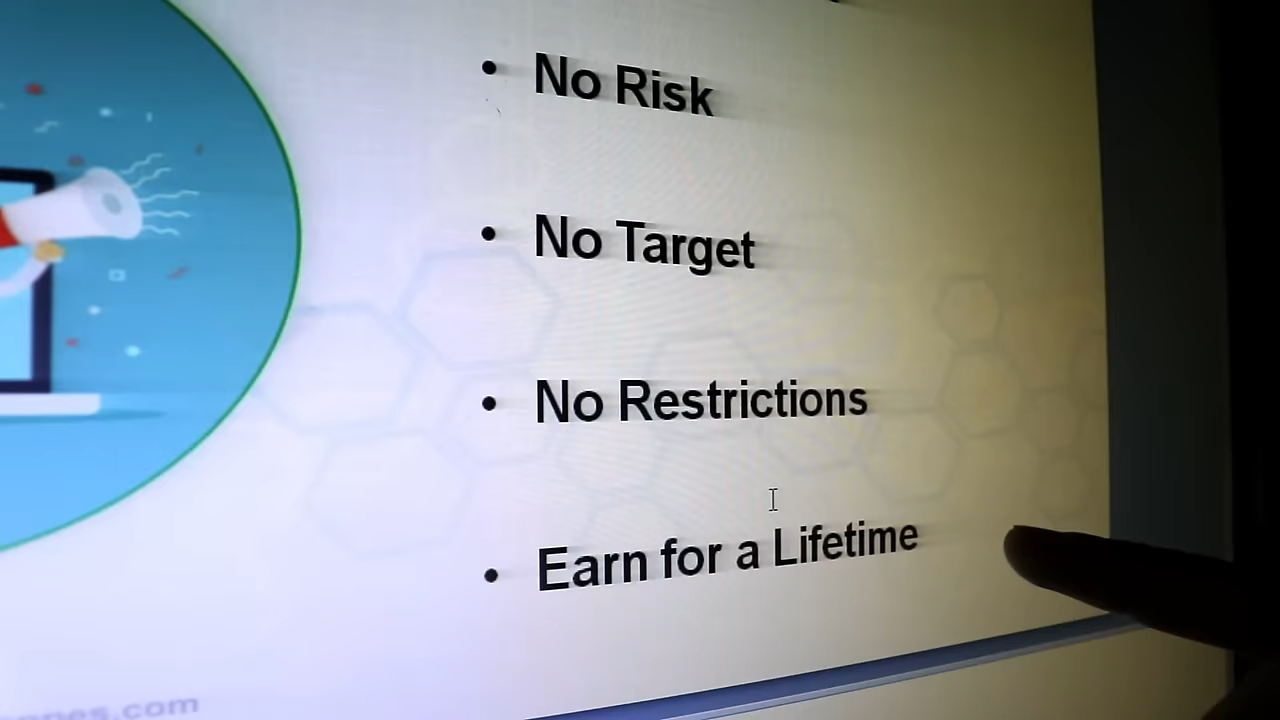 • No Risk
• No Target
• No Restrictions
• Earn for a Lifetime